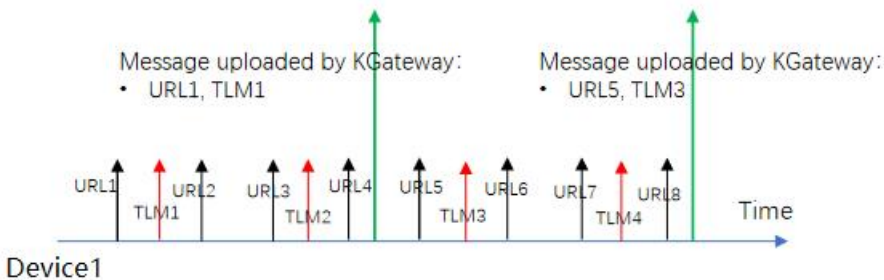 Message uploaded by KGateway:
• URL1, TLM1
Message uploaded by KGateway:
• URL5, TLM3
URL1
TLM1
URL2
URL3
TLM2
URL4
URL5
TLM3
URL6
URL7
TLM4
URL8
Time
Device1